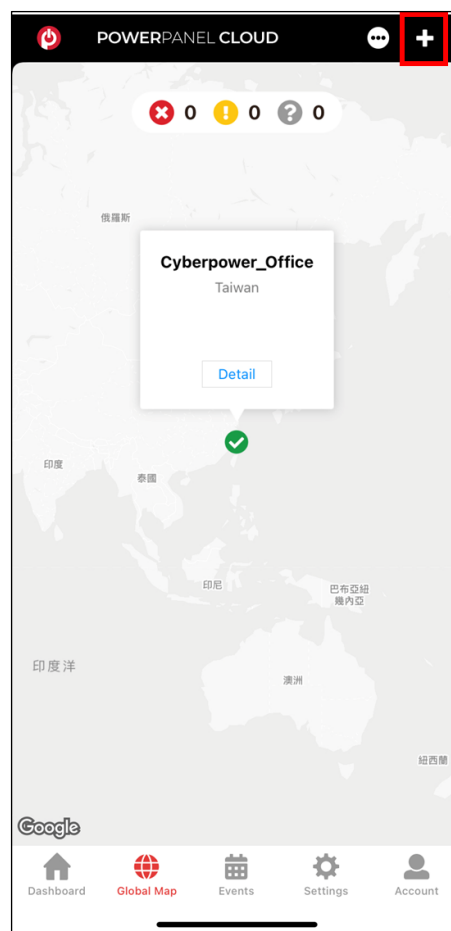 POWERPANEL CLOUD
0 0 0
俄羅斯
Cyberpower_Office
Taiwan
Detail
印度
泰國
印尼
巴布亞紐
幾內亞
印度洋
澳洲
紐西蘭
Google
Dashboard Global Map Events Settings Account